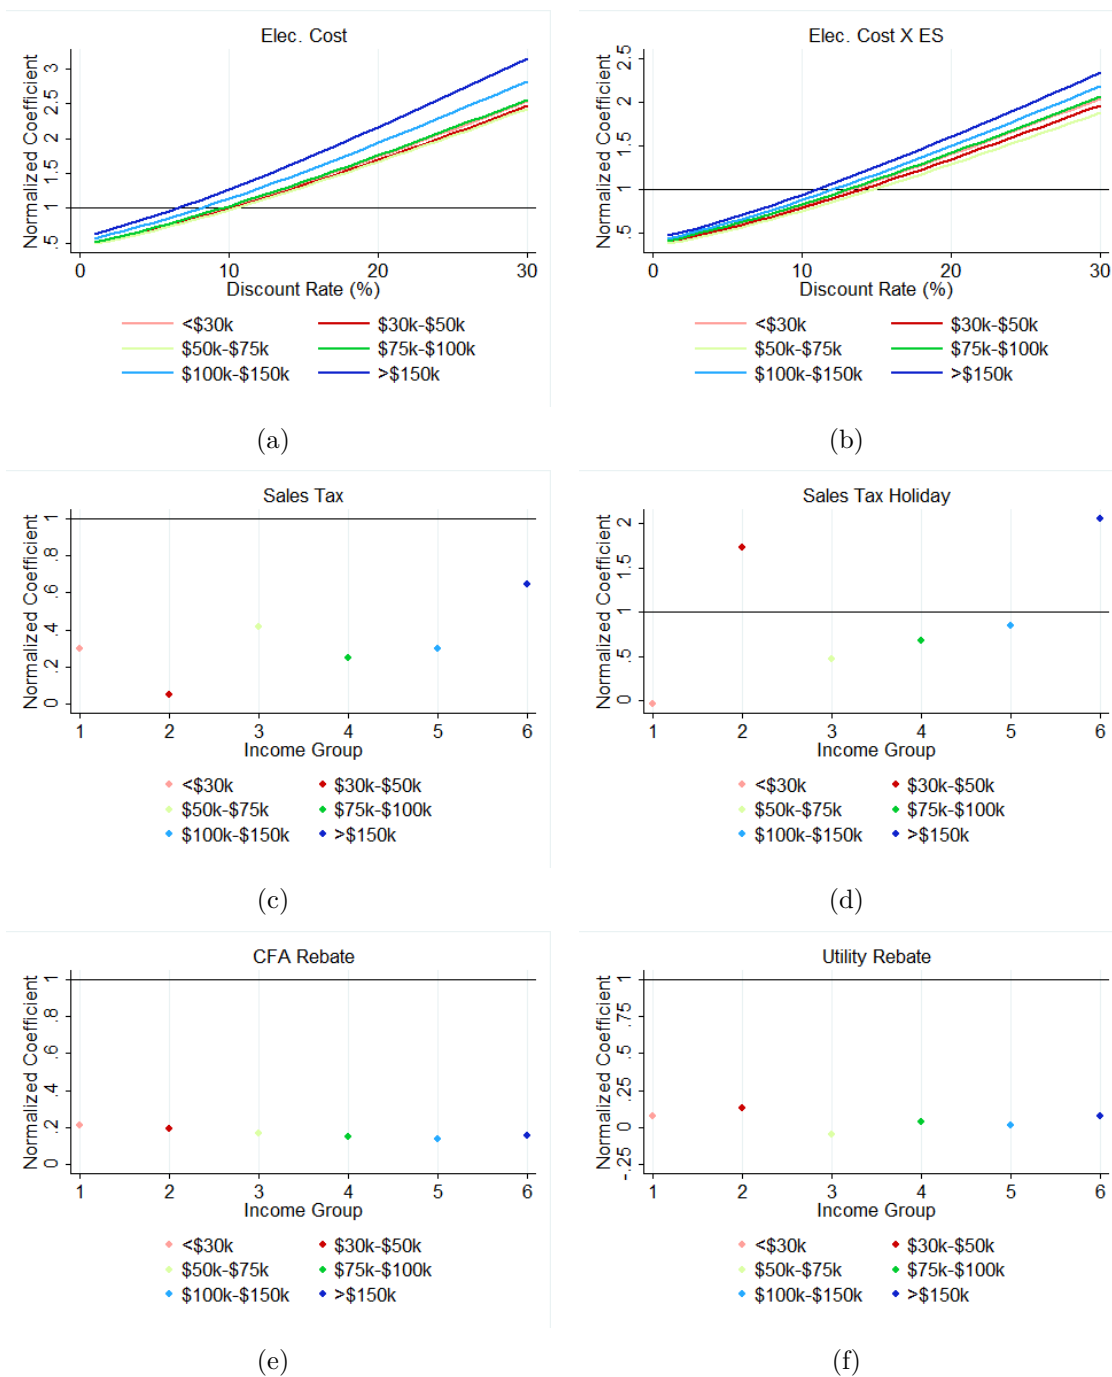 Elec. Cost
Normalized Coefficient
.5 1 1.5 2 2.5 3
0 10 20 30
Discount Rate (%)
<$30k $30k-$50k
$50k-$75k $75k-$100k
$100k-$150k >$150k
(a)
Elec. Cost X ES
Normalized Coefficient
.5 1 1.5 2 2.5
0 10 20 30
Discount Rate (%)
<$30k $30k-$50k
$50k-$75k $75k-$100k
$100k-$150k >$150k
(b)
Sales Tax
Normalized Coefficient
0 .2 .4 .6 .8 1
1 2 3 4 5 6
Income Group
<$30k $30k-$50k
$50k-$75k $75k-$100k
$100k-$150k >$150k
(c)
Sales Tax Holiday
Normalized Coefficient
0 .5 1 1.5 2
1 2 3 4 5 6
Income Group
<$30k $30k-$50k
$50k-$75k $75k-$100k
$100k-$150k >$150k
(d)
CFA Rebate
Normalized Coefficient
0 .2 .4 .6 .8 1
1 2 3 4 5 6
Income Group
<$30k $30k-$50k
$50k-$75k $75k-$100k
$100k-$150k >$150k
(e)
Utility Rebate
Normalized Coefficient
-.25 0 .25 .5 .75 1
1 2 3 4 5 6
Income Group
<$30k $30k-$50k
$50k-$75k $75k-$100k
$100k-$150k >$150k
(f)